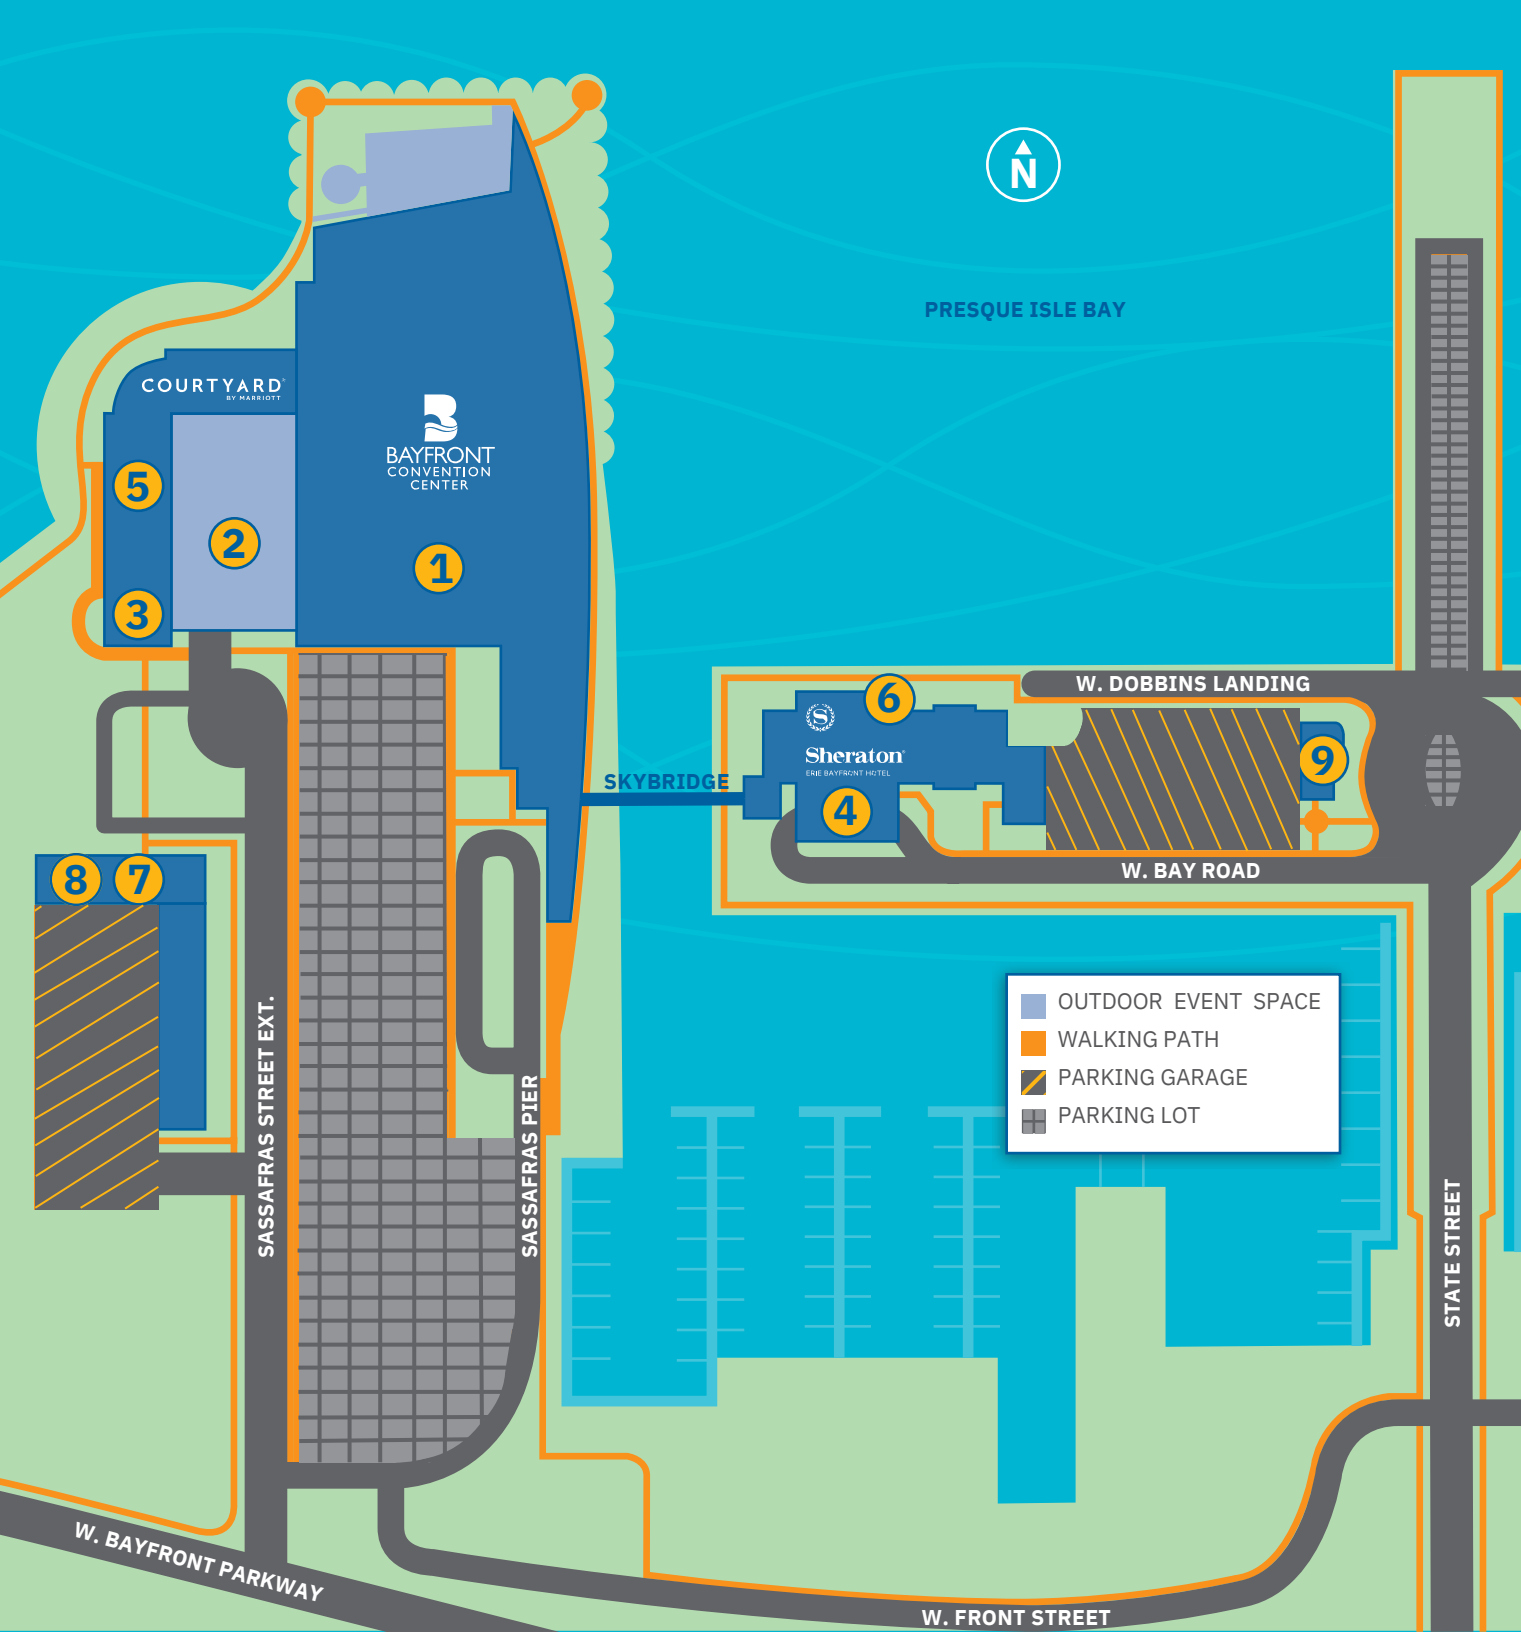 N
PRESQUE ISLE BAY
COURTYARD
BY MARRIOTT
B
BAYFRONT
CONVENTION
CENTER
5
2
1
3
W. DOBBINS LANDING
6
S
Sheraton
ERIE BAYFRONT HOTEL
9
SKYBRIDGE
4
W. BAY ROAD
8
7
OUTDOOR EVENT SPACE
WALKING PATH
PARKING GARAGE
PARKING LOT
SASSAFRAS STREET EXT.
SASSAFRAS PIER
STATE STREET
W. BAYFRONT PARKWAY
W. FRONT STREET